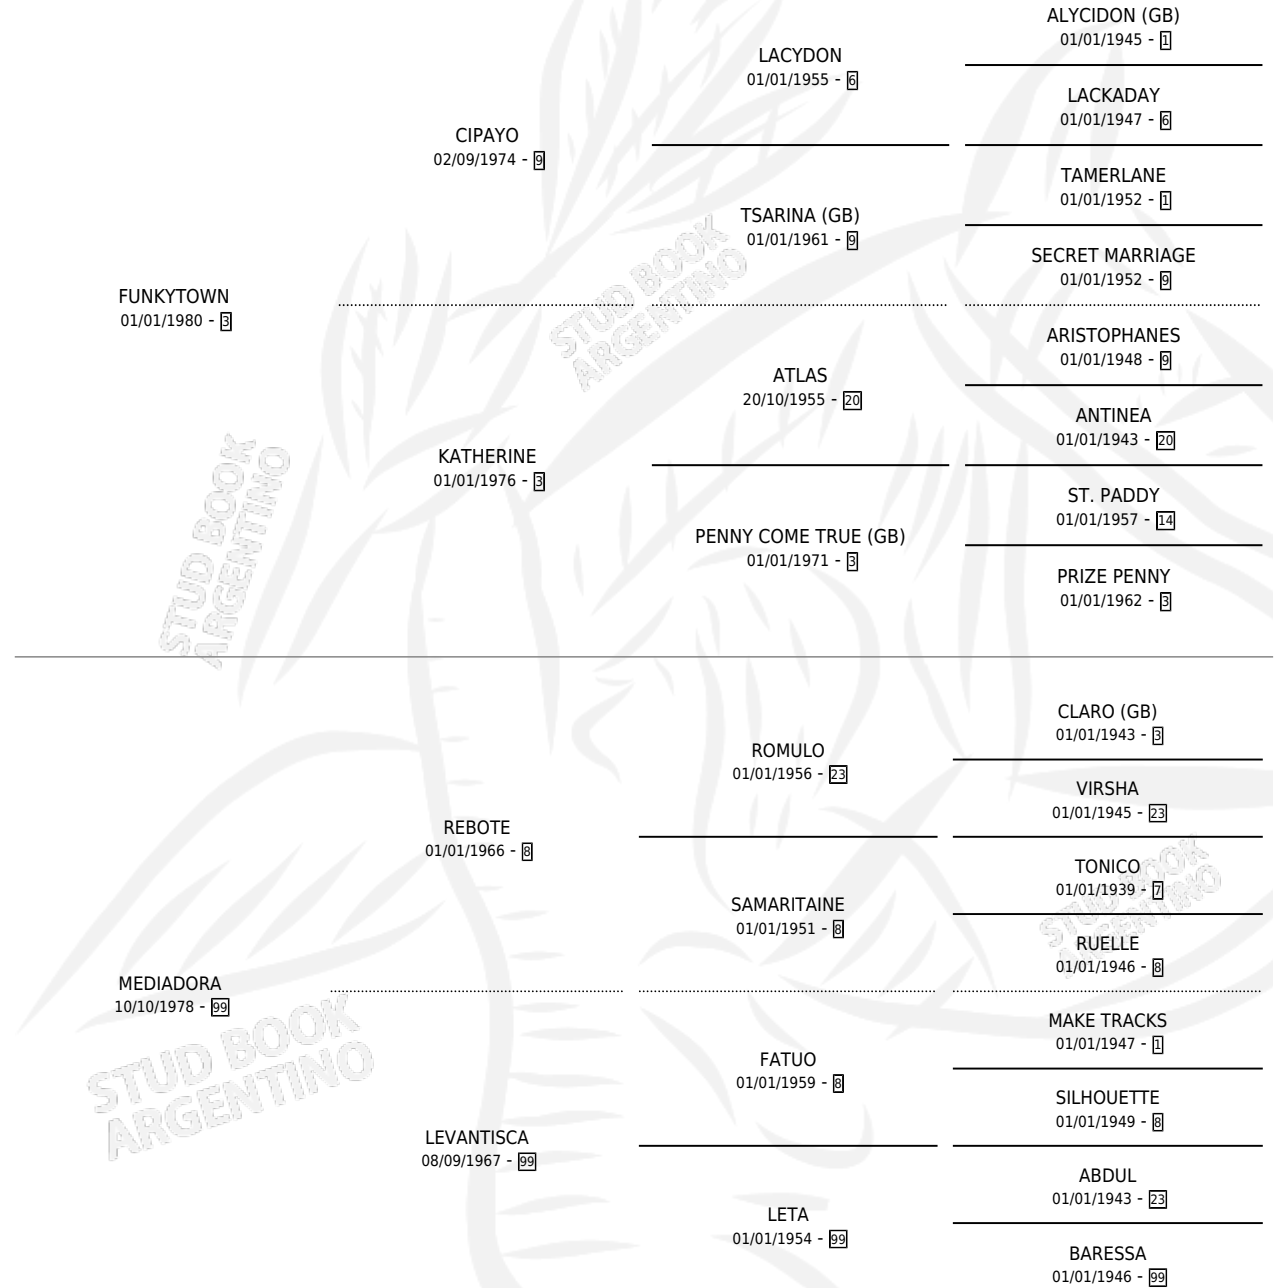 ALYCIDON (GB)
01/01/1945 - 1
LACYDON
01/01/1955 - 6
LACKADAY
01/01/1947 - 6
CIPAYO
02/09/1974 - 9
TAMERLANE
01/01/1952 - 1
TSARINA (GB)
01/01/1961 - 9
SECRET MARRIAGE
01/01/1952 - 9
FUNKYTOWN
01/01/1980 - 3
STUD BOOK
ARGENTINO
ARISTOPHANES
01/01/1948 - 9
ATLAS
20/10/1955 - 20
ANTINEA
01/01/1943 - 20
KATHERINE
01/01/1976 - 3
ST. PADDY
01/01/1957 - 14
PENNY COME TRUE (GB)
01/01/1971 - 3
PRIZE PENNY
01/01/1962 - 3
STUD BOOK
ARGENTINO
CLARO (GB)
01/01/1943 - 3
ROMULO
01/01/1956 - 23
VIRSHA
01/01/1945 - 23
REBOTE
01/01/1966 - 8
TONICO
01/01/1939 - 7
SAMARITAINE
01/01/1951 - 8
RUELLE
01/01/1946 - 8
STUD BOOK
ARGENTINO
MEDIADORA
10/10/1978 - 99
MAKE TRACKS
01/01/1947 - 1
FATUO
01/01/1959 - 8
SILHOUETTE
01/01/1949 - 8
STUD BOOK
ARGENTINO
LEVANTISCA
08/09/1967 - 99
ABDUL
01/01/1943 - 23
LETA
01/01/1954 - 99
BARESSA
01/01/1946 - 99